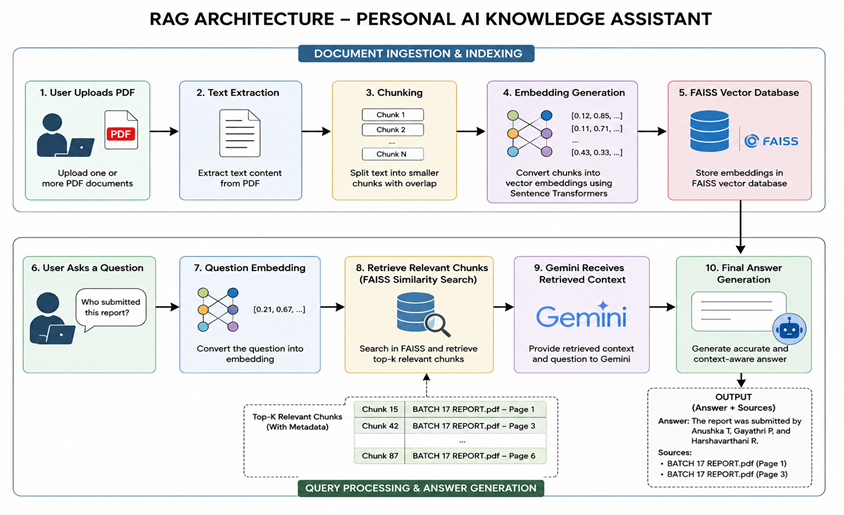 RAG ARCHITECTURE – PERSONAL AI KNOWLEDGE ASSISTANT
DOCUMENT INGESTION & INDEXING
1. User Uploads PDF
PDF
Upload one or
more PDF documents
2. Text Extraction
Extract text content
from PDF
3. Chunking
Chunk 1
Chunk 2
...
Chunk N
Split text into smaller
chunks with overlap
4. Embedding Generation
[0.12, 0.85, ...]
[0.11, 0.71, ...]
...
[0.43, 0.33, ...]
Convert chunks into
vector embeddings using
Sentence Transformers
5. FAISS Vector Database
FAISS
Store embeddings in
FAISS vector database
6. User Asks a Question
Who submitted
this report?
7. Question Embedding
[0.21, 0.67, ...]
Convert the question into
embedding
8. Retrieve Relevant Chunks
(FAISS Similarity Search)
Search in FAISS and retrieve
top-k relevant chunks
9. Gemini Receives
Retrieved Context
Gemini
Provide retrieved context
and question to Gemini
10. Final Answer
Generation
Generate accurate and
context-aware answer
Top-K Relevant Chunks
(With Metadata)
Chunk 15 BATCH 17 REPORT.pdf – Page 1
Chunk 42 BATCH 17 REPORT.pdf – Page 3
...
Chunk 87 BATCH 17 REPORT.pdf – Page 6
OUTPUT
(Answer + Sources)
Answer: The report was submitted by
Anushka T, Gayathri P, and
Harshavarthani R.
Sources:
• BATCH 17 REPORT.pdf (Page 1)
• BATCH 17 REPORT.pdf (Page 3)
QUERY PROCESSING & ANSWER GENERATION